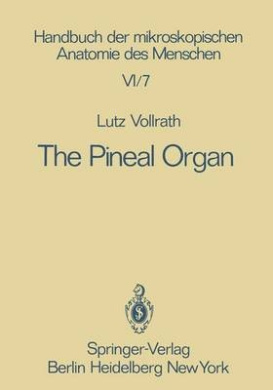 Handbuch der mikroskopischen
Anatomie des Menschen
VI/7
Lutz Vollrath
The Pineal Organ
Springer-Verlag
Berlin Heidelberg New York